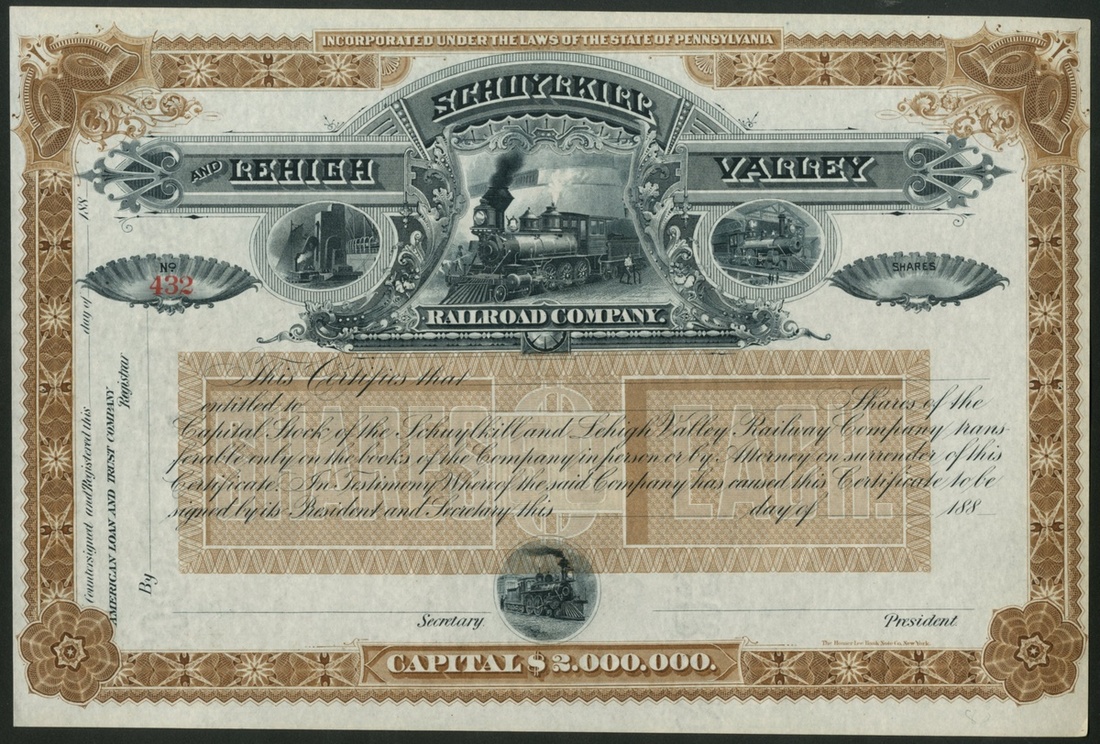 INCORPORATED UNDER THE LAWS OF THE STATE OF PENNSYLVANIA
SCHUYLKILL
AND LEHIGH VALLEY
RAILROAD COMPANY.
No
432
SHARES
This Certifies that
entitled to Shares of the
Capital Stock of the Schuylkill and Lehigh Valley Railway Company trans-
ferable only on the books of the Company in person or by Attorney on surrender of this
Certificate. In Testimony Whereof the said Company has caused this Certificate to be
signed by its President and Secretary this day of 188
Secretary.
President.
The Homer Lee Bank Note Co. New York.
CAPITAL $2.000.000.
Countersigned and Registered this day of 188
AMERICAN LOAN AND TRUST COMPANY
Registrar
By
EACH.